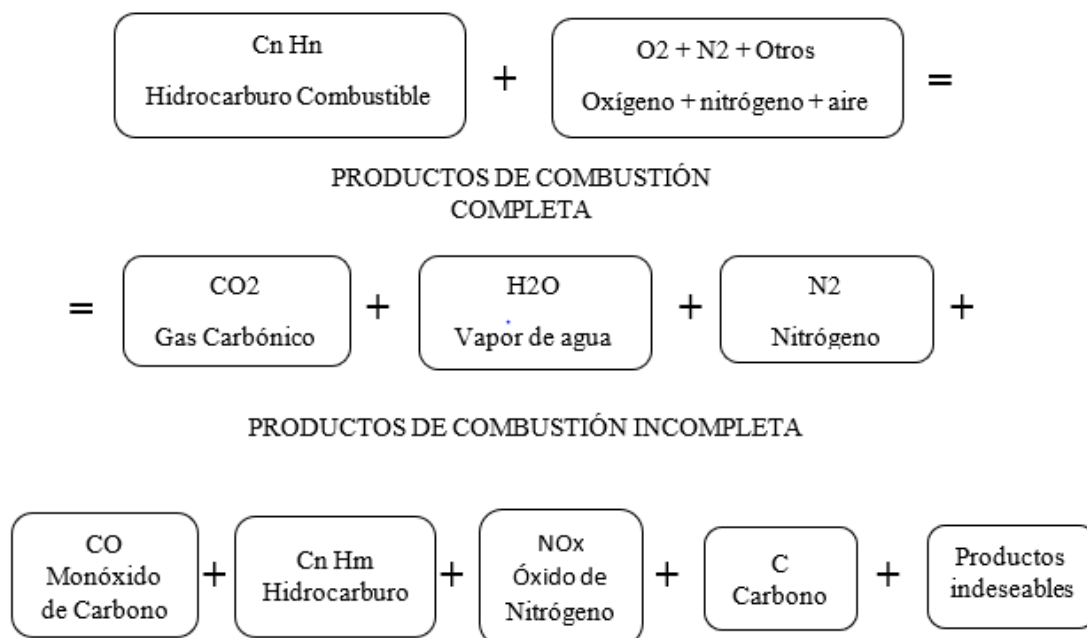 Cn Hn
Hidrocarburo Combustible
+
O2 + N2 + Otros
Oxígeno + nitrógeno + aire
=
PRODUCTOS DE COMBUSTIÓN
COMPLETA
=
CO2
Gas Carbónico
+
H2O
Vapor de agua
+
N2
Nitrógeno
+
PRODUCTOS DE COMBUSTIÓN INCOMPLETA
CO
Monóxido
de Carbono
+
Cn Hm
Hidrocarburo
+
NOx
Óxido de
Nitrógeno
+
C
Carbono
+
Productos
indeseables